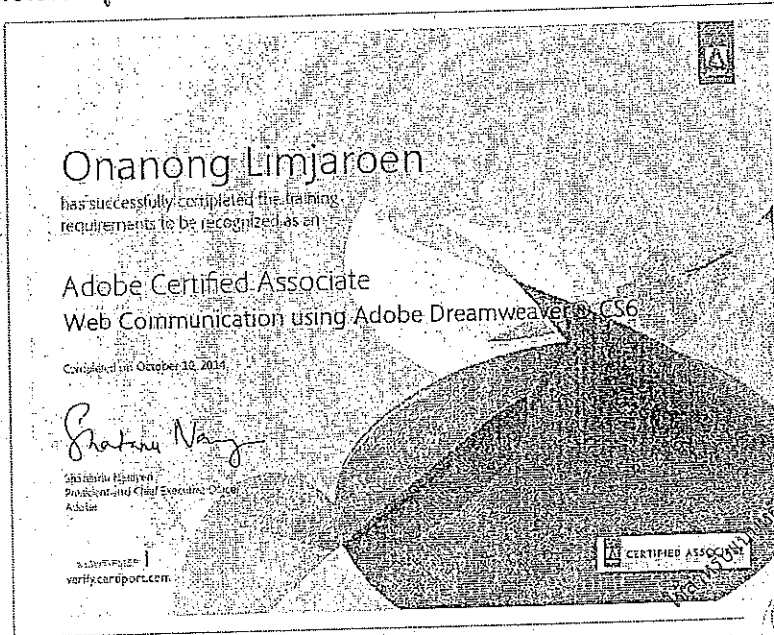 Onanong Limjaroen
has successfully completed the training
requirements to be recognized as an
Adobe Certified Associate
Web Communication using Adobe Dreamweaver® CS6
Completed on October 10, 2014
Shantanu Narayen
President and Chief Executive Officer
Adobe
verify.certiport.com
CERTIFIED ASSOCIATE